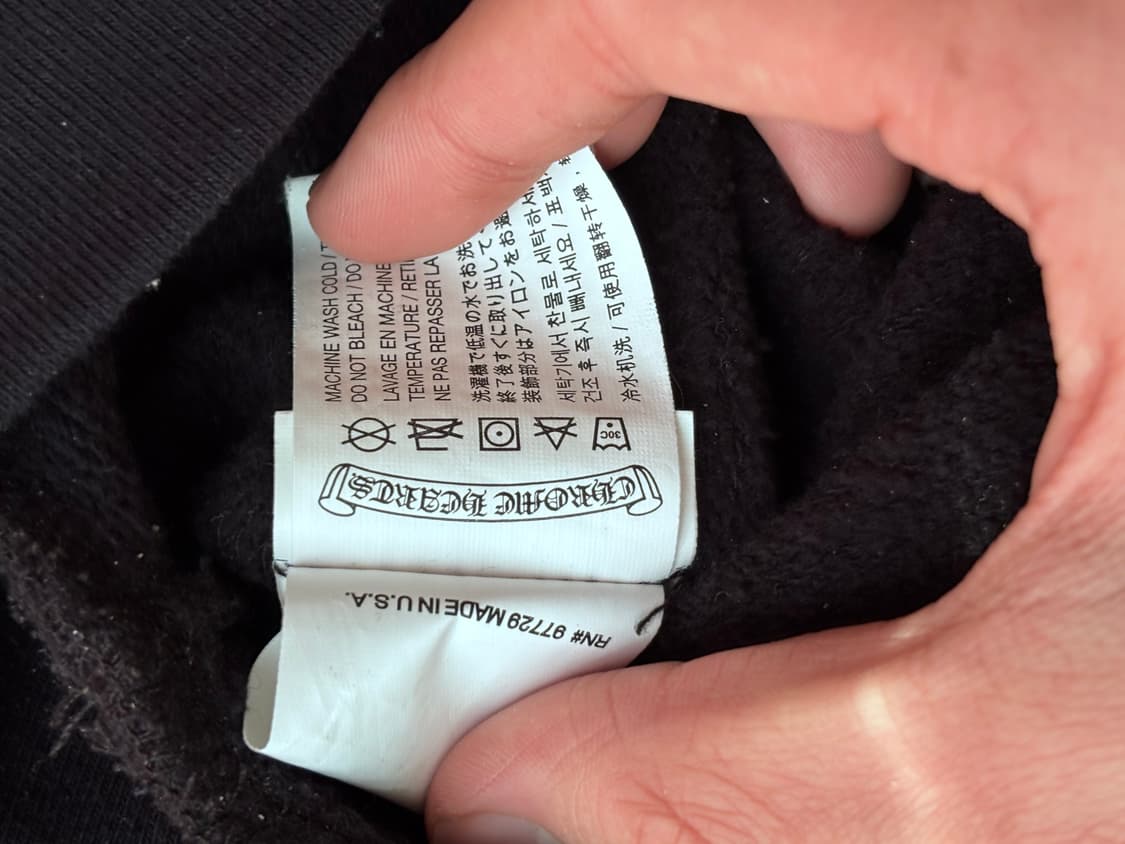 MACHINE WASH COLD /
DO NOT BLEACH / DO
LAVAGE EN MACHINE
TEMPERATURE / RETI
NE PAS REPASSER LA
洗濯機で低温の水でお洗
終了後すぐに取り出して
装飾部分はアイロンをお避
세탁기에서 찬물로 세탁하세
건조 후 즉시 빼내세요 / 표백
冷水机洗 / 可使用翻转干燥，
30C
CHROME HEARTS
RN# 97729 MADE IN U.S.A.